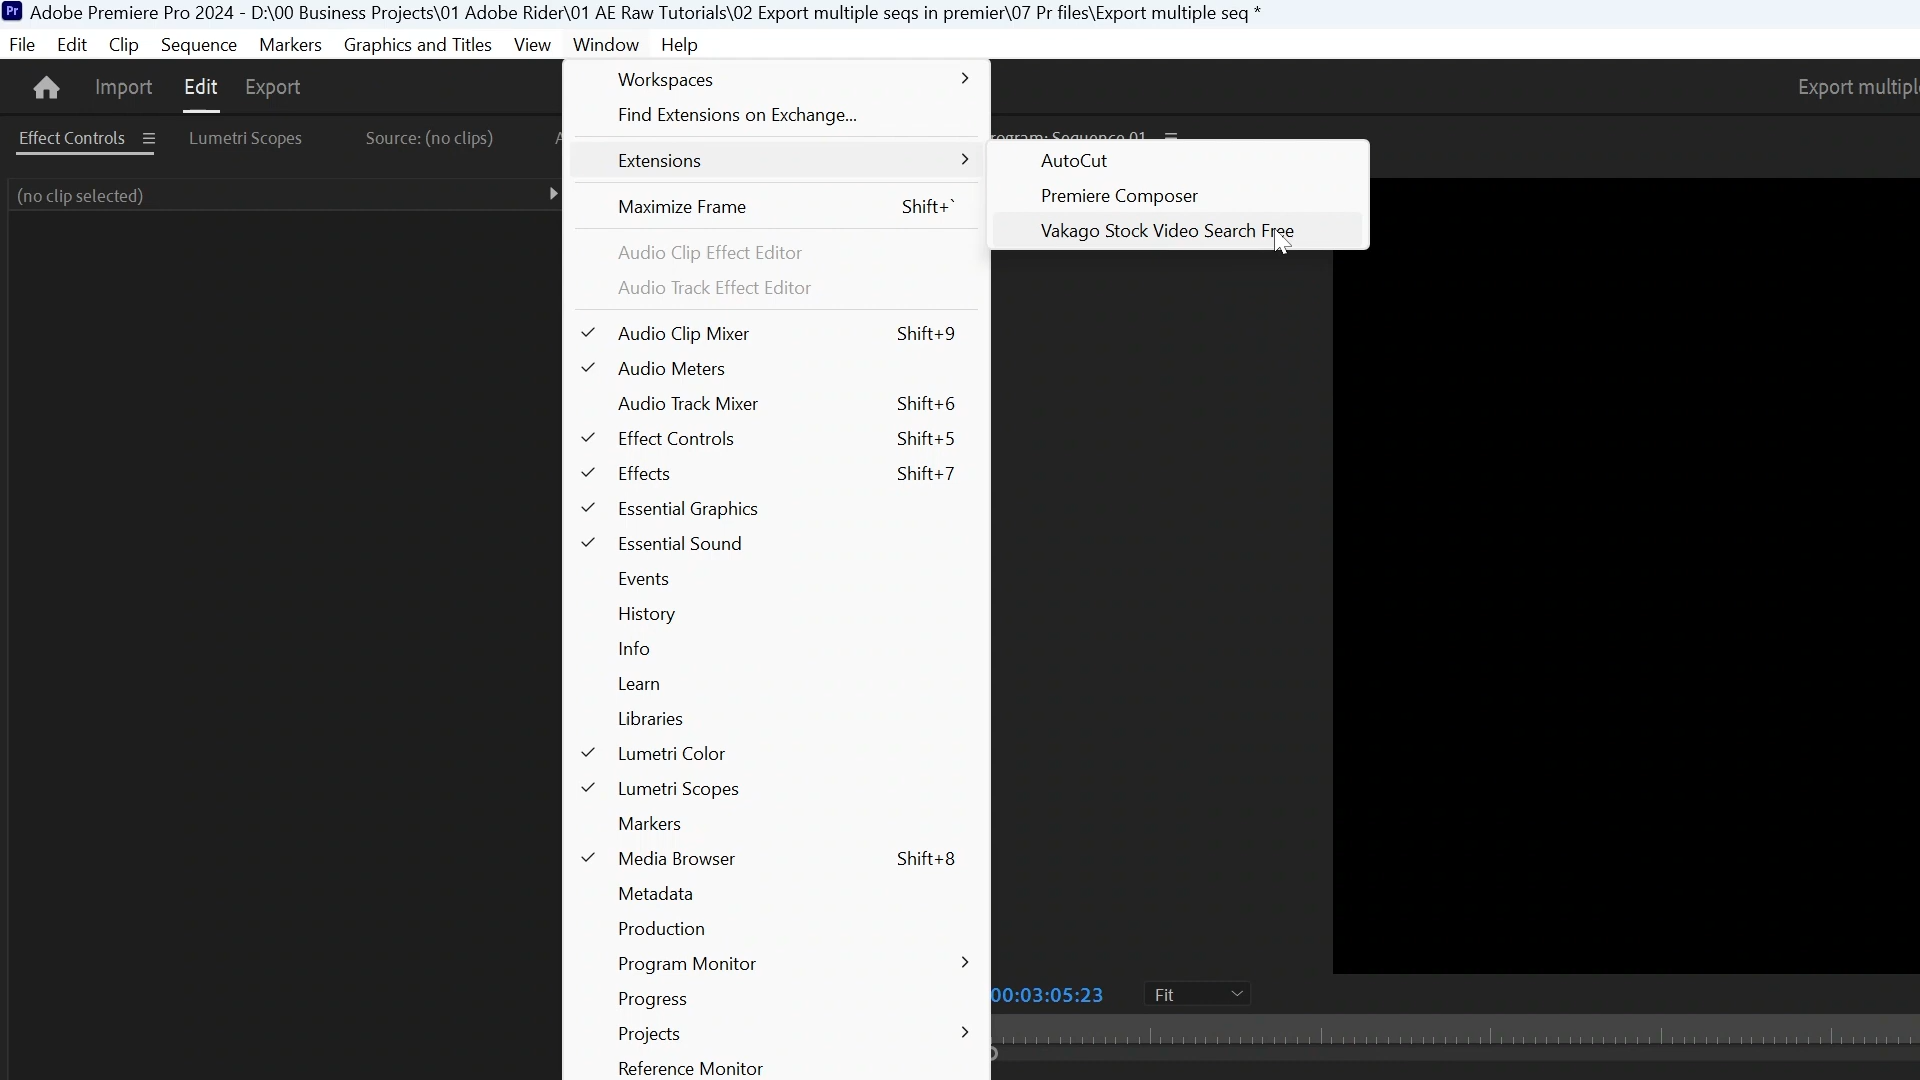 Pr Adobe Premiere Pro 2024 - D:\00 Business Projects\01 Adobe Rider\01 AE Raw Tutorials\02 Export multiple seqs in premier\07 Pr files\Export multiple seq *
File Edit Clip Sequence Markers Graphics and Titles View Window Help
Import Edit Export
Export multipl
Effect Controls Lumetri Scopes Source: (no clips)
rogram: Sequence 01
(no clip selected)
Workspaces
Find Extensions on Exchange...
Extensions
Maximize Frame Shift+`
Audio Clip Effect Editor
Audio Track Effect Editor
Audio Clip Mixer Shift+9
Audio Meters
Audio Track Mixer Shift+6
Effect Controls Shift+5
Effects Shift+7
Essential Graphics
Essential Sound
Events
History
Info
Learn
Libraries
Lumetri Color
Lumetri Scopes
Markers
Media Browser Shift+8
Metadata
Production
Program Monitor
Progress
Projects
Reference Monitor
AutoCut
Premiere Composer
Vakago Stock Video Search Free
00:03:05:23 Fit